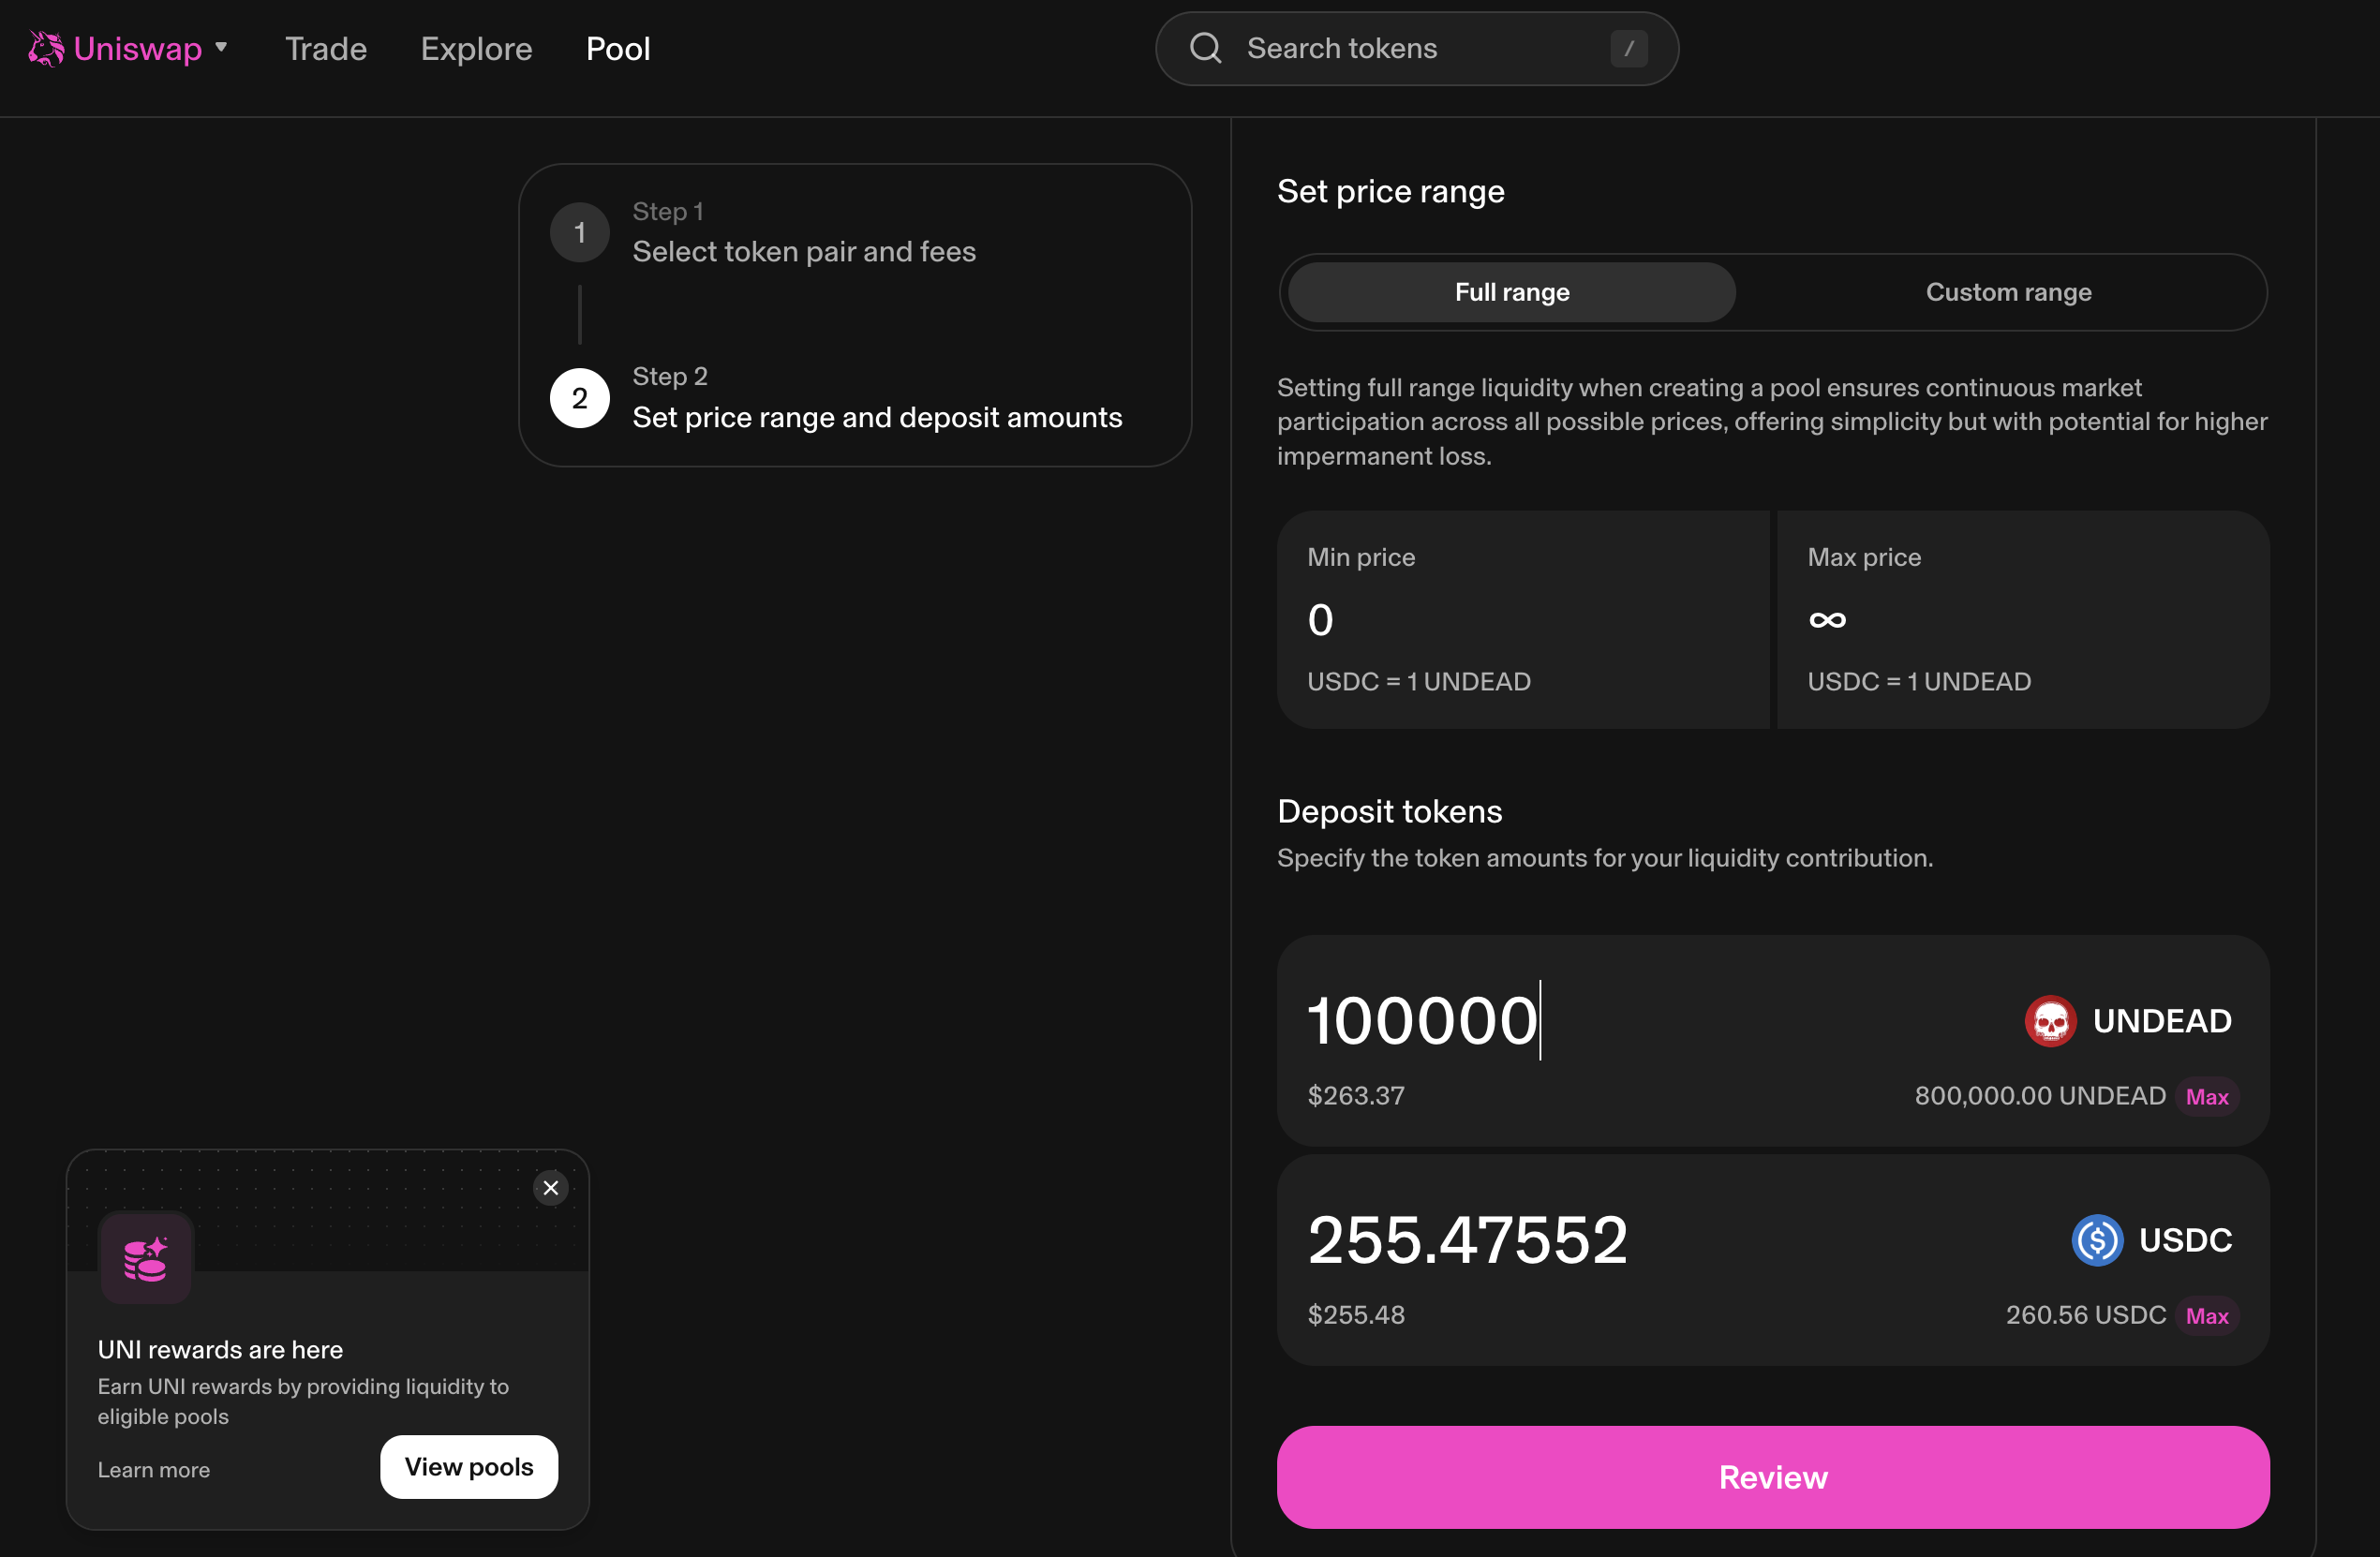 Uniswap
Trade
Explore
Pool
Search tokens
/
1
Step 1
Select token pair and fees
2
Step 2
Set price range and deposit amounts
Set price range
Full range
Custom range
Setting full range liquidity when creating a pool ensures continuous market
participation across all possible prices, offering simplicity but with potential for higher
impermanent loss.
Min price
0
USDC = 1 UNDEAD
Max price
∞
USDC = 1 UNDEAD
Deposit tokens
Specify the token amounts for your liquidity contribution.
100000
UNDEAD
$263.37
800,000.00 UNDEAD
Max
255.47552
USDC
$255.48
260.56 USDC
Max
Review
UNI rewards are here
Earn UNI rewards by providing liquidity to
eligible pools
Learn more
View pools